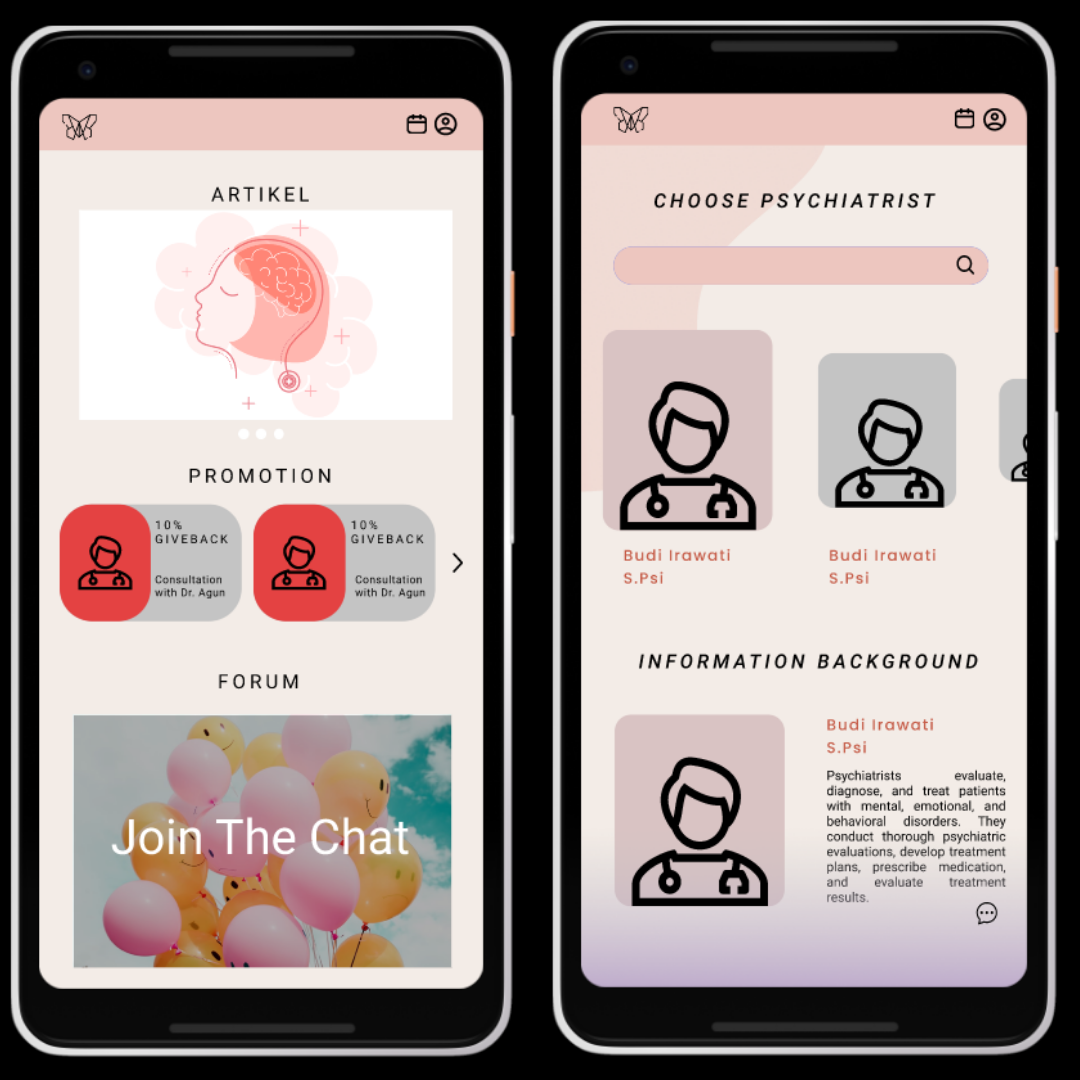 ARTIKEL
PROMOTION
10%
GIVEBACK
Consultation
with Dr. Agun
10%
GIVEBACK
Consultation
with Dr. Agun
FORUM
Join The Chat
CHOOSE PSYCHIATRIST
Budi Irawati
S.Psi
Budi Irawati
S.Psi
INFORMATION BACKGROUND
Budi Irawati
S.Psi
Psychiatrists evaluate,
diagnose, and treat patients
with mental, emotional, and
behavioral disorders. They
conduct thorough psychiatric
evaluations, develop treatment
plans, prescribe medication,
and evaluate treatment
results.